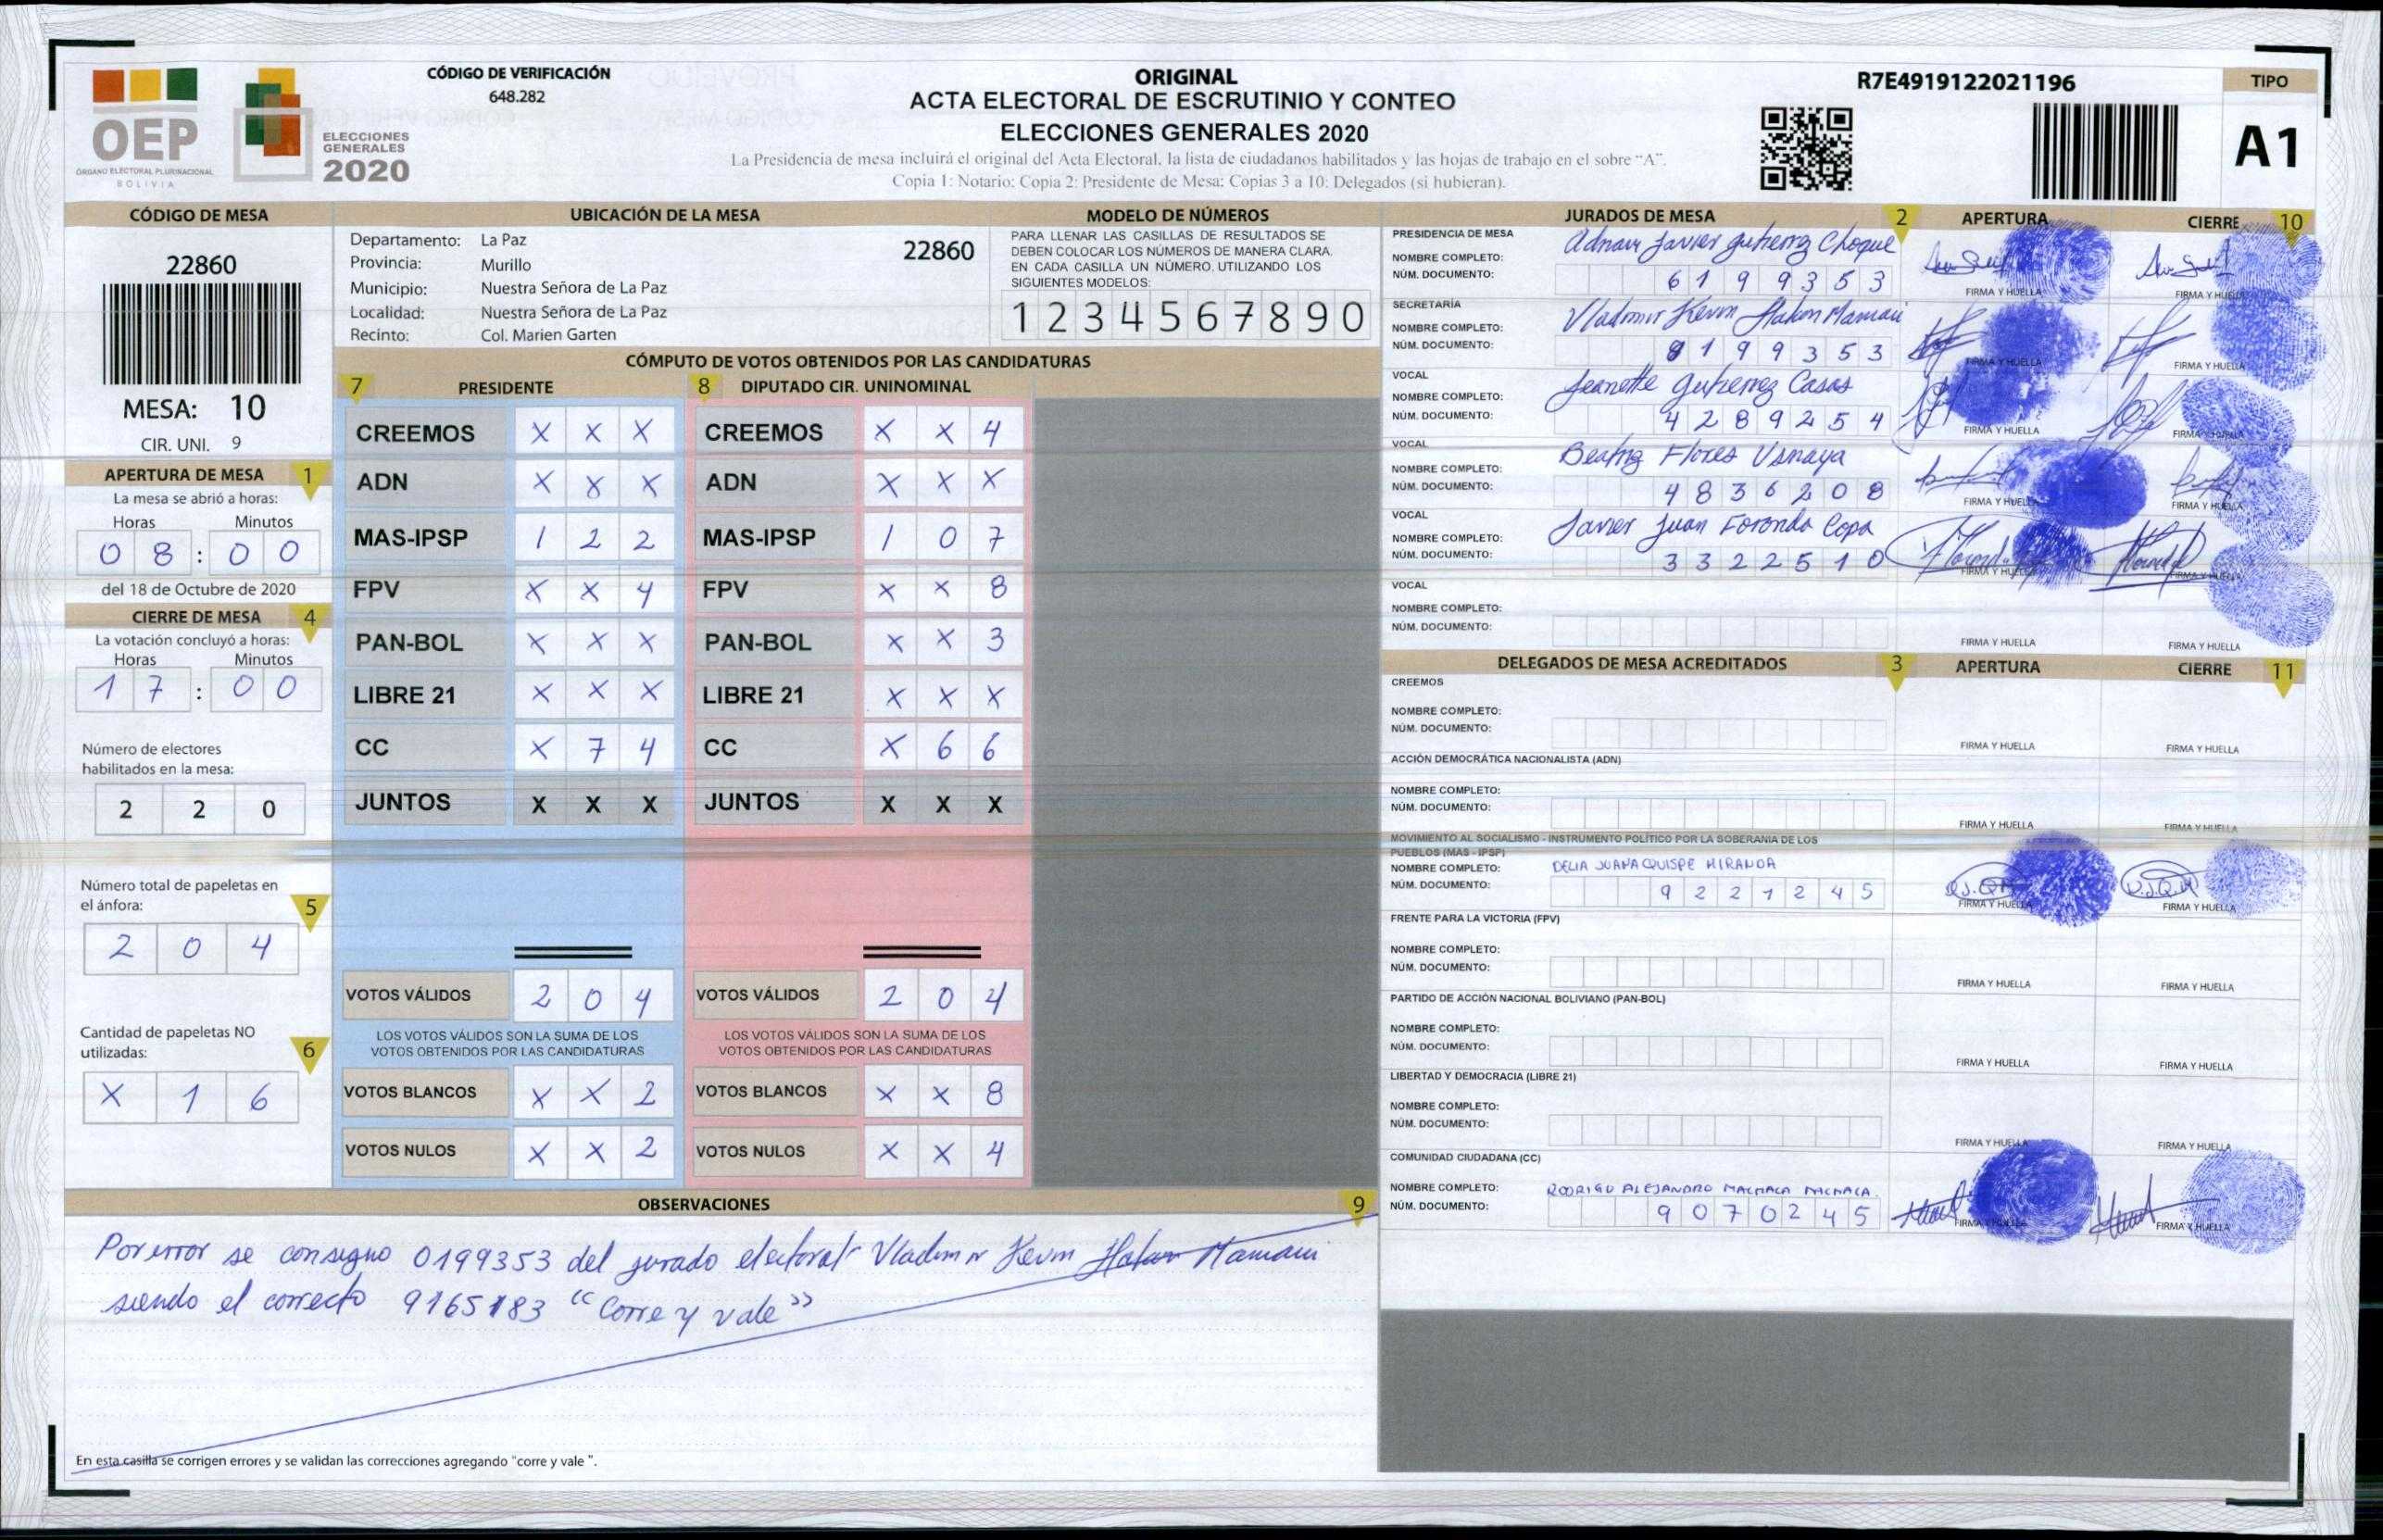 CÓDIGO DE VERIFICACIÓN
648.282
OEP
ÓRGANO ELECTORAL PLURINACIONAL
BOLIVIA
ELECCIONES
GENERALES
2020
ORIGINAL
ACTA ELECTORAL DE ESCRUTINIO Y CONTEO
ELECCIONES GENERALES 2020
La Presidencia de mesa incluirá el original del Acta Electoral, la lista de ciudadanos habilitados y las hojas de trabajo en el sobre "A".
Copia 1: Notario; Copia 2: Presidente de Mesa; Copias 3 a 10: Delegados (si hubieran).
R7E4919122021196
TIPO
A1
CÓDIGO DE MESA
22860
MESA: 10
CIR. UNI. 9
APERTURA DE MESA 1
La mesa se abrió a horas:
Horas Minutos
0 8 : 0 0
del 18 de Octubre de 2020
CIERRE DE MESA 4
La votación concluyó a horas:
Horas Minutos
1 7 : 0 0
Número de electores
habilitados en la mesa:
2 2 0
Número total de papeletas en
el ánfora: 5
2 0 4
Cantidad de papeletas NO
utilizadas: 6
X 1 6
UBICACIÓN DE LA MESA
Departamento: La Paz 22860
Provincia: Murillo
Municipio: Nuestra Señora de La Paz
Localidad: Nuestra Señora de La Paz
Recinto: Col. Marien Garten
MODELO DE NÚMEROS
PARA LLENAR LAS CASILLAS DE RESULTADOS SE
DEBEN COLOCAR LOS NÚMEROS DE MANERA CLARA.
EN CADA CASILLA UN NÚMERO, UTILIZANDO LOS
SIGUIENTES MODELOS:
1 2 3 4 5 6 7 8 9 0
CÓMPUTO DE VOTOS OBTENIDOS POR LAS CANDIDATURAS
7 PRESIDENTE 8 DIPUTADO CIR. UNINOMINAL
CREEMOS X X X CREEMOS X X 4
ADN X X X ADN X X X
MAS-IPSP 1 2 2 MAS-IPSP 1 0 7
FPV X X 4 FPV X X 8
PAN-BOL X X X PAN-BOL X X 3
LIBRE 21 X X X LIBRE 21 X X X
CC X 7 4 CC X 6 6
JUNTOS X X X JUNTOS X X X
VOTOS VÁLIDOS 2 0 4 VOTOS VÁLIDOS 2 0 4
LOS VOTOS VÁLIDOS SON LA SUMA DE LOS LOS VOTOS VÁLIDOS SON LA SUMA DE LOS
VOTOS OBTENIDOS POR LAS CANDIDATURAS VOTOS OBTENIDOS POR LAS CANDIDATURAS
VOTOS BLANCOS X X 2 VOTOS BLANCOS X X 8
VOTOS NULOS X X 2 VOTOS NULOS X X 4
OBSERVACIONES 9
Por error se consigno 0199353 del jurado electoral Vladimir Kevin Mamani
siendo el correcto 9165183 "Corre y vale"
En esta casilla se corrigen errores y se validan las correcciones agregando "corre y vale ".
JURADOS DE MESA 2 APERTURA CIERRE 10
PRESIDENCIA DE MESA
NOMBRE COMPLETO: Javier Gutierrez Choque
NÚM. DOCUMENTO: 6 1 9 9 3 5 3
FIRMA Y HUELLA FIRMA Y HUELLA
SECRETARÍA
NOMBRE COMPLETO: Vladimir Kevin Mamani
NÚM. DOCUMENTO: 1 9 9 3 5 3
FIRMA Y HUELLA FIRMA Y HUELLA
VOCAL
NOMBRE COMPLETO: Jeanette Gutierrez Casas
NÚM. DOCUMENTO: 4 2 8 9 2 5 4
FIRMA Y HUELLA FIRMA Y HUELLA
VOCAL
NOMBRE COMPLETO: Beatriz Flores Usnaya
NÚM. DOCUMENTO: 4 8 3 6 2 0 8
FIRMA Y HUELLA FIRMA Y HUELLA
VOCAL
NOMBRE COMPLETO: Javier Juan Foronda Copa
NÚM. DOCUMENTO: 3 3 2 2 5 1 0
FIRMA Y HUELLA FIRMA Y HUELLA
VOCAL
NOMBRE COMPLETO:
NÚM. DOCUMENTO:
FIRMA Y HUELLA FIRMA Y HUELLA
DELEGADOS DE MESA ACREDITADOS 3 APERTURA CIERRE 11
CREEMOS
NOMBRE COMPLETO:
NÚM. DOCUMENTO:
FIRMA Y HUELLA FIRMA Y HUELLA
ACCIÓN DEMOCRÁTICA NACIONALISTA (ADN)
NOMBRE COMPLETO:
NÚM. DOCUMENTO:
FIRMA Y HUELLA FIRMA Y HUELLA
MOVIMIENTO AL SOCIALISMO - INSTRUMENTO POLÍTICO POR LA SOBERANIA DE LOS
PUEBLOS (MAS - IPSP)
NOMBRE COMPLETO: DELIA JUANA QUISPE MIRANDA
NÚM. DOCUMENTO: 9 2 2 1 2 4 5
FIRMA Y HUELLA FIRMA Y HUELLA
FRENTE PARA LA VICTORIA (FPV)
NOMBRE COMPLETO:
NÚM. DOCUMENTO:
FIRMA Y HUELLA FIRMA Y HUELLA
PARTIDO DE ACCIÓN NACIONAL BOLIVIANO (PAN-BOL)
NOMBRE COMPLETO:
NÚM. DOCUMENTO:
FIRMA Y HUELLA FIRMA Y HUELLA
LIBERTAD Y DEMOCRACIA (LIBRE 21)
NOMBRE COMPLETO:
NÚM. DOCUMENTO:
FIRMA Y HUELLA FIRMA Y HUELLA
COMUNIDAD CIUDADANA (CC)
NOMBRE COMPLETO: RODRIGO ALEJANDRO MACHACA MACHACA
NÚM. DOCUMENTO: 9 0 7 0 2 4 5
FIRMA Y HUELLA FIRMA Y HUELLA